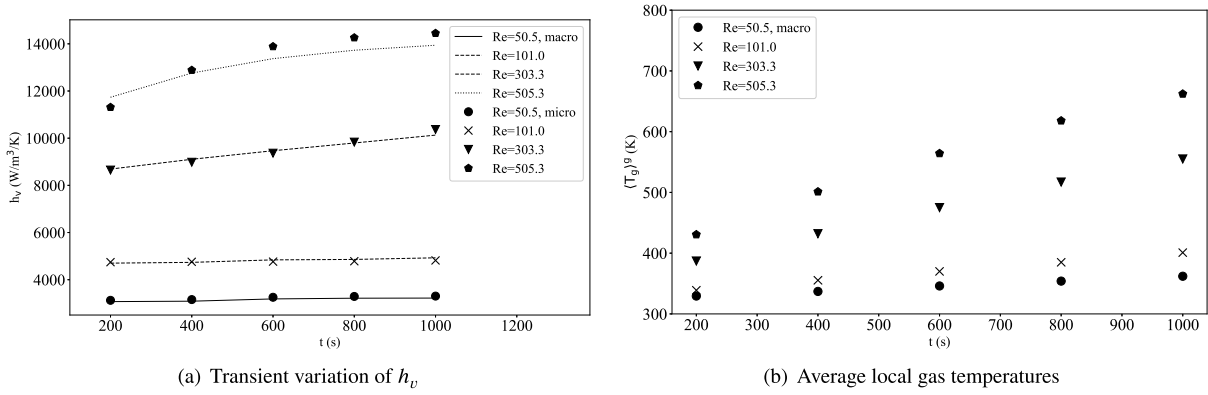 14000
12000
10000
8000
6000
4000
h_v (W/m³/K)
200 400 600 800 1000 1200
t (s)
Re=50.5, macro
Re=101.0
Re=303.3
Re=505.3
Re=50.5, micro
Re=101.0
Re=303.3
Re=505.3
(a) Transient variation of h_v
800
700
600
500
400
300
⟨T_g⟩^g (K)
200 300 400 500 600 700 800 900 1000
t (s)
Re=50.5, macro
Re=101.0
Re=303.3
Re=505.3
(b) Average local gas temperatures